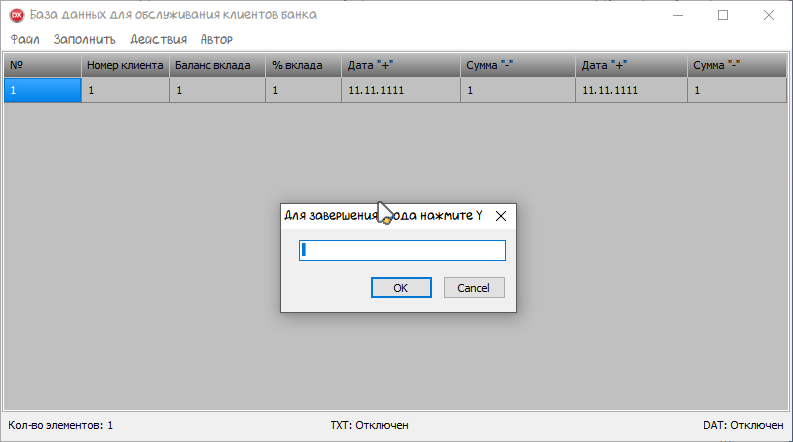 DX База данных для обслуживания клиентов банка
Фаил Заполнить Деиствия Автор
№ Номер клиента Баланс вклада % вклада Дата "+" Сумма "-" Дата "+" Сумма "-"
1 1 1 1 11.11.1111 1 11.11.1111 1
Для завершения ода нажмите Y
OK Cancel
Кол-во элементов: 1 TXT: Отключен DAT: Отключен